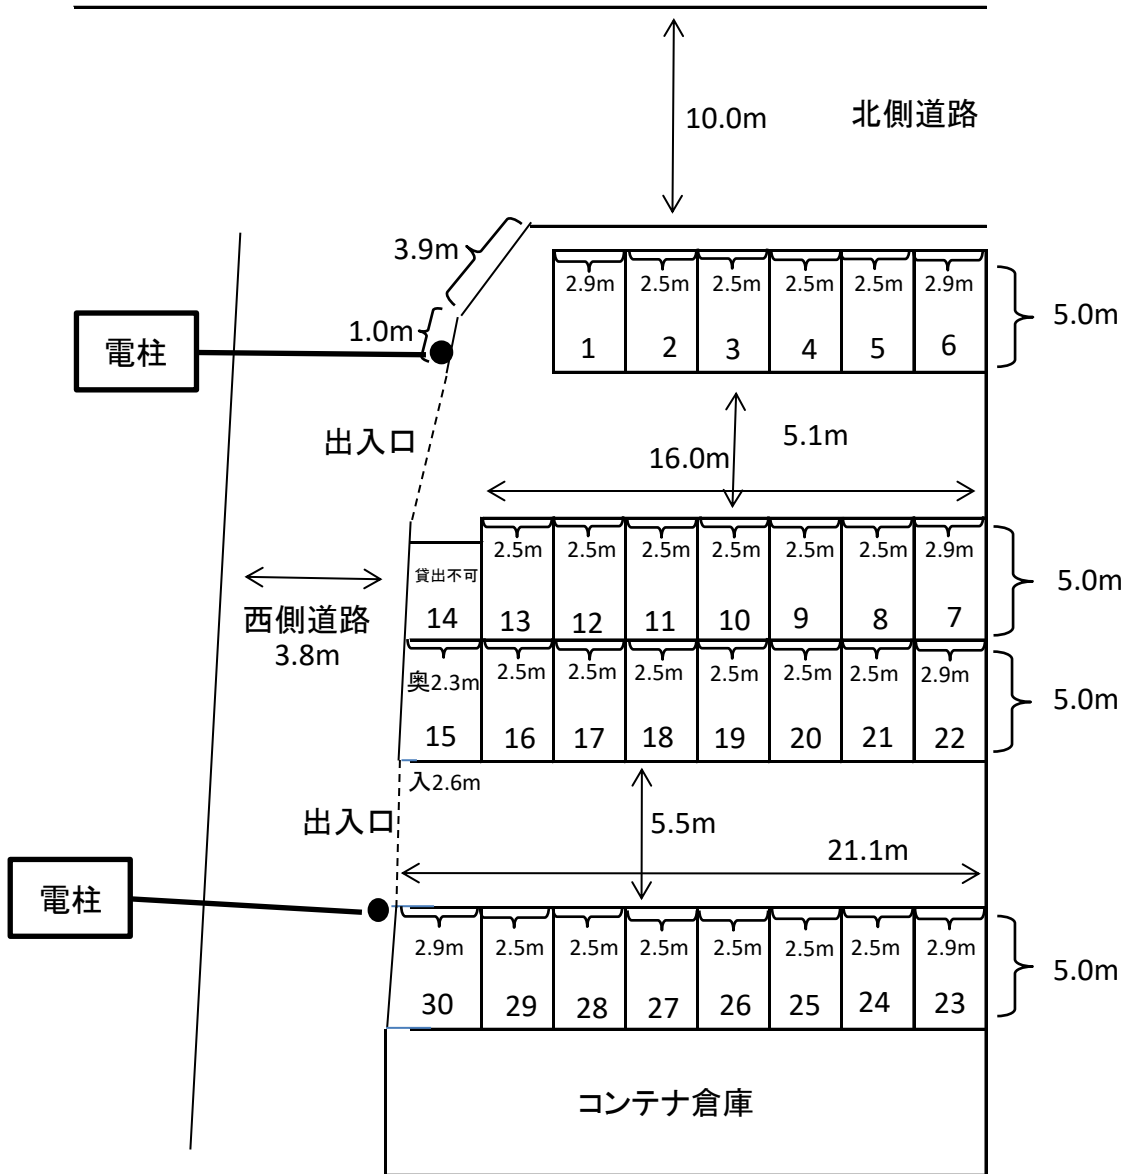 10.0m
北側道路
3.9m
1.0m
電柱
2.9m 2.5m 2.5m 2.5m 2.5m 2.9m
1 2 3 4 5 6
5.0m
出入口
5.1m
16.0m
2.5m 2.5m 2.5m 2.5m 2.5m 2.5m 2.9m
貸出不可
14 13 12 11 10 9 8 7
5.0m
西側道路
3.8m
奥2.3m 2.5m 2.5m 2.5m 2.5m 2.5m 2.5m 2.9m
15 16 17 18 19 20 21 22
5.0m
入2.6m
出入口
5.5m
21.1m
電柱
2.9m 2.5m 2.5m 2.5m 2.5m 2.5m 2.5m 2.9m
30 29 28 27 26 25 24 23
5.0m
コンテナ倉庫